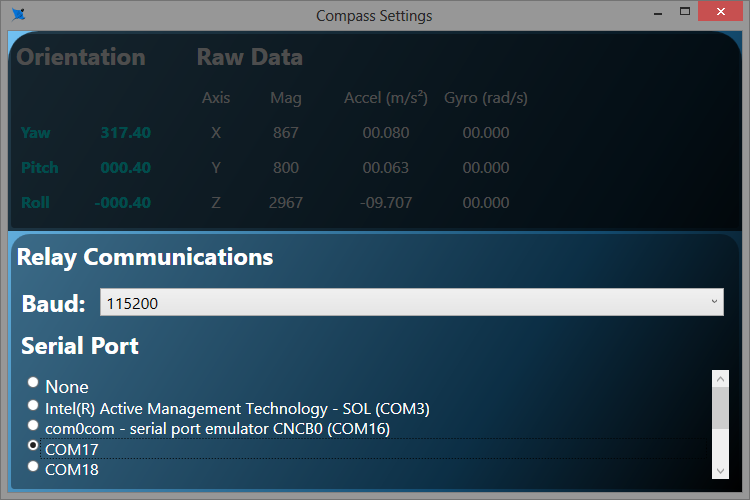 Compass Settings
Orientation Raw Data
Axis Mag Accel (m/s²) Gyro (rad/s)
Yaw 317.40 X 867 00.080 00.000
Pitch 000.40 Y 800 00.063 00.000
Roll -000.40 Z 2967 -09.707 00.000
Relay Communications
Baud: 115200
Serial Port
None
Intel(R) Active Management Technology - SOL (COM3)
com0com - serial port emulator CNCB0 (COM16)
COM17
COM18